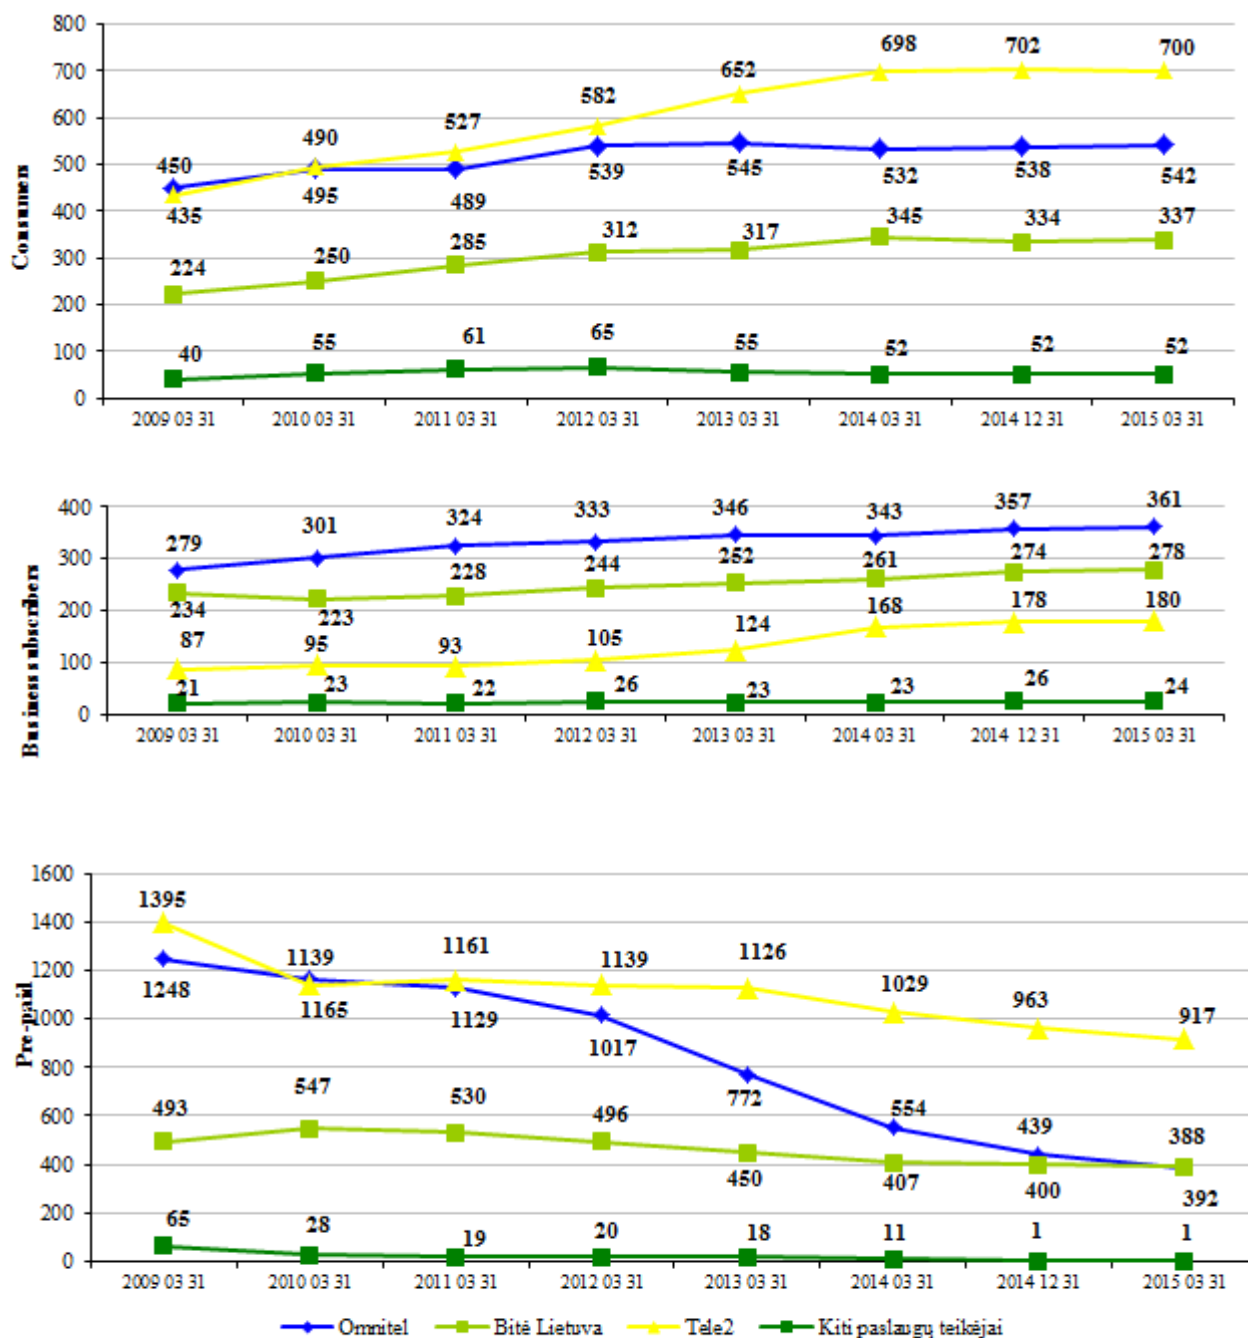 800
700
600
500
400
300
200
100
0
Consumers
450 490 527 582 652 698 702 700
435 495 489 539 545 532 538 542
224 250 285 312 317 345 334 337
40 55 61 65 55 52 52 52
2009 03 31 2010 03 31 2011 03 31 2012 03 31 2013 03 31 2014 03 31 2014 12 31 2015 03 31
400
300
200
100
0
Business subscribers
279 301 324 333 346 343 357 361
234 223 228 244 252 261 274 278
87 95 93 105 124 168 178 180
21 23 22 26 23 23 26 24
2009 03 31 2010 03 31 2011 03 31 2012 03 31 2013 03 31 2014 03 31 2014 12 31 2015 03 31
1600
1400
1200
1000
800
600
400
200
0
Pre-paid
1395 1139 1161 1139 1126 1029 963 917
1248 1165 1129 1017 772 554 439 388
493 547 530 496 450 407 400 392
65 28 19 20 18 11 1 1
2009 03 31 2010 03 31 2011 03 31 2012 03 31 2013 03 31 2014 03 31 2014 12 31 2015 03 31
Omnitel Bitė Lietuva Tele2 Kiti paslaugų teikėjai